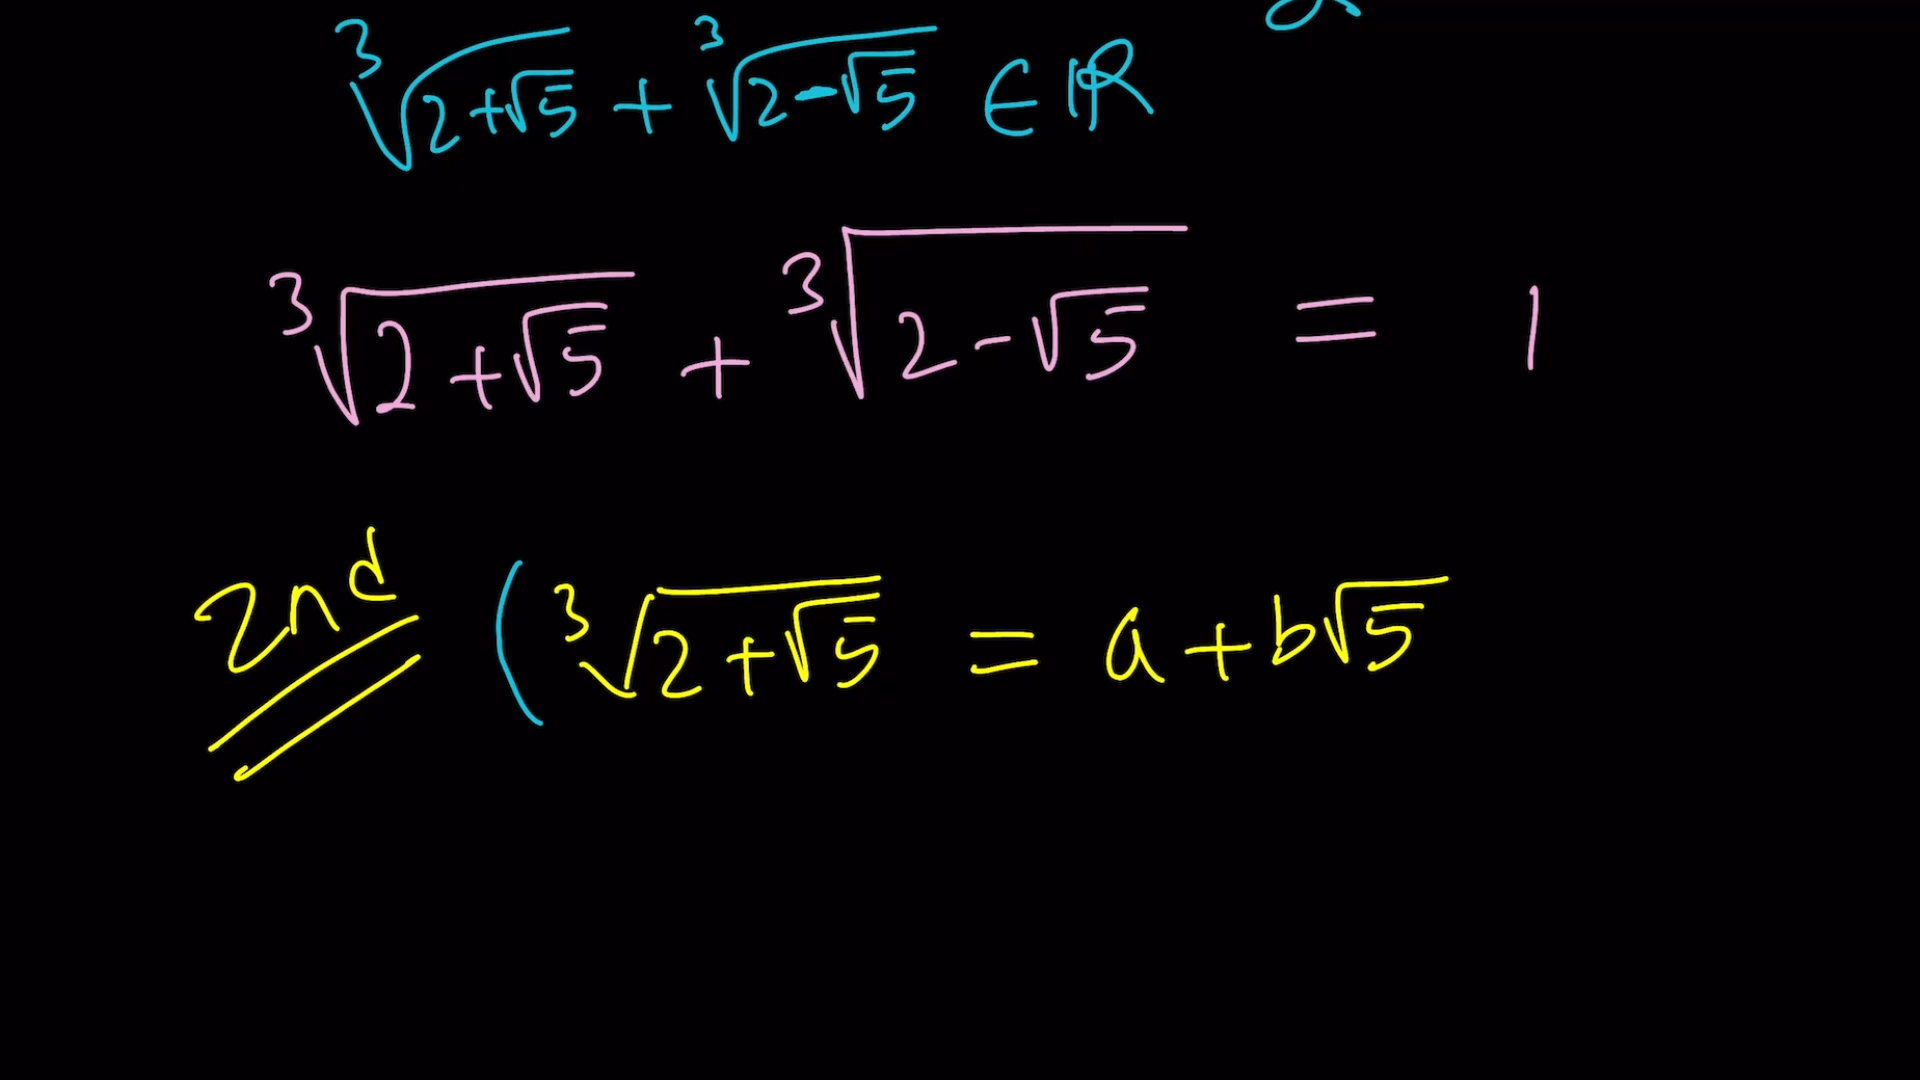 ∛(2+√5) + ∛(2-√5) ∈ ℝ
∛(2+√5) + ∛(2-√5) = 1
2nd (∛(2+√5) = a+b√5